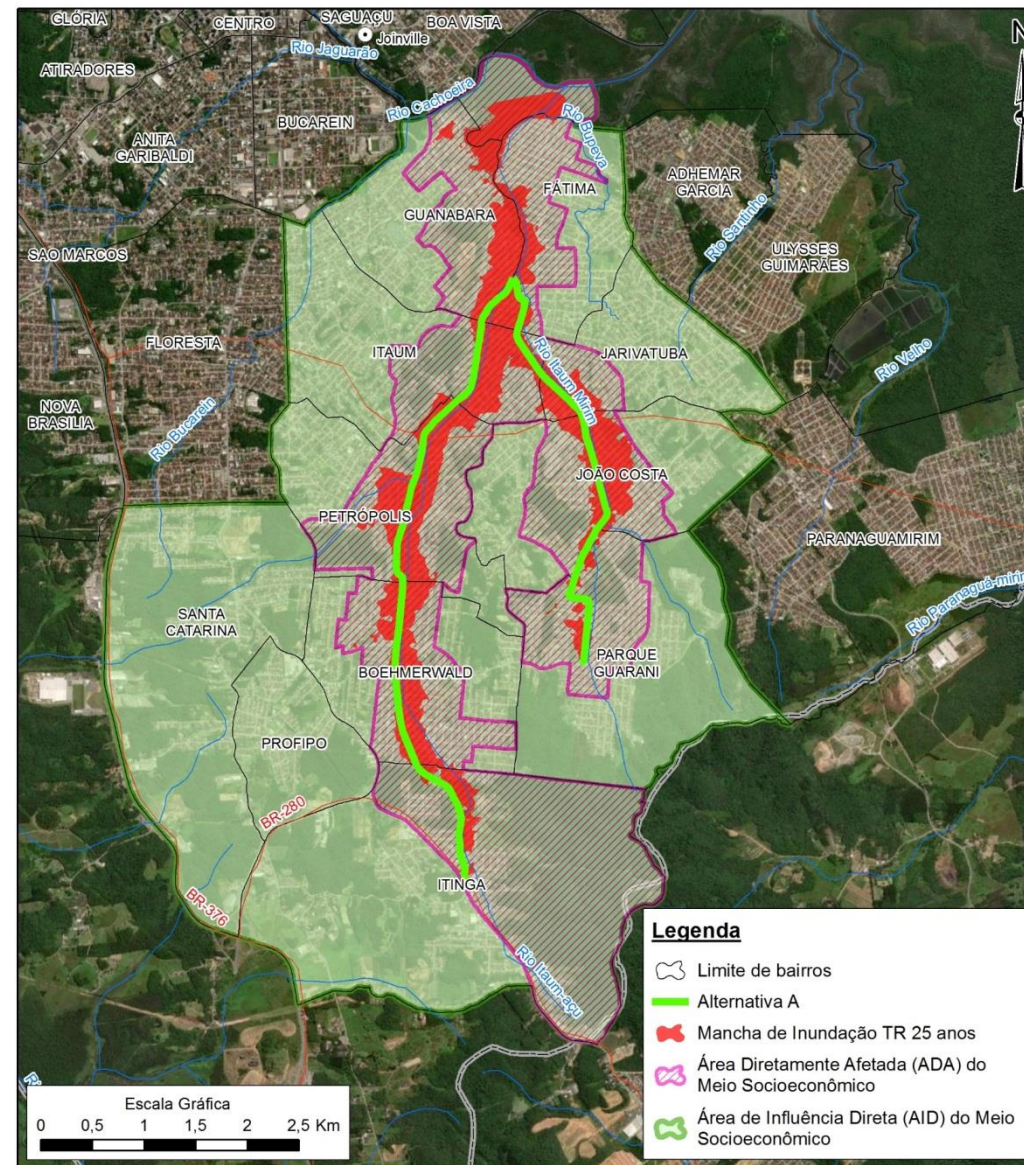 GLÓRIA
CENTRO
SAGUAÇU
BOA VISTA
Joinville
Rio Jaguarão
ATIRADORES
Rio Cachoeira
BUCAREIN
ANITA
GARIBALDI
Rio Bupeva
FÁTIMA
ADHEMAR
GARCIA
GUANABARA
Rio Santinho
ULYSSES
GUIMARÃES
SAO MARCOS
FLORESTA
ITAUM
Rio Itaum Mirim
JARIVATUBA
Rio Velho
NOVA
BRASILIA
Rio Bucarein
JOÃO COSTA
PETRÓPOLIS
PARANAGUAMIRIM
Rio Paranaguá-mirim
SANTA
CATARINA
BOEHMERWALD
PARQUE
GUARANI
PROFIPO
BR-280
ITINGA
BR-376
Rio Itaum-açu
N
Legenda
Limite de bairros
Alternativa A
Mancha de Inundação TR 25 anos
Área Diretamente Afetada (ADA) do
Meio Socioeconômico
Área de Influência Direta (AID) do Meio
Socioeconômico
Escala Gráfica
0 0,5 1 1,5 2 2,5 Km